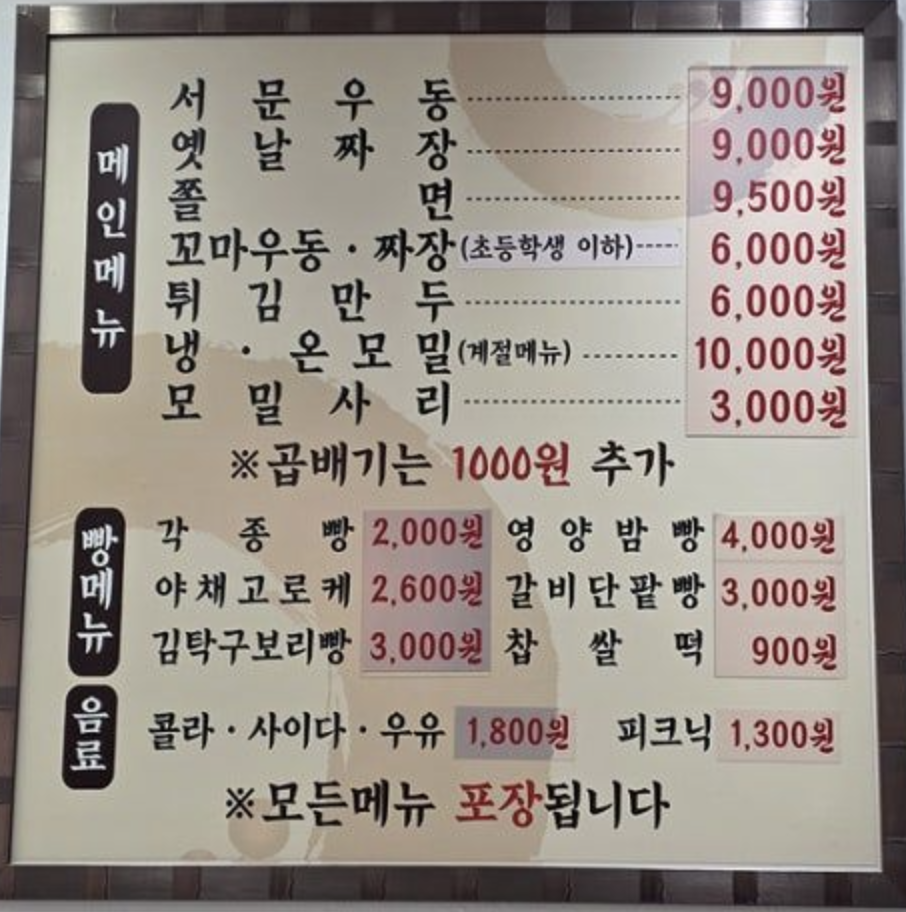 메인메뉴
서문우동 9,000원
옛날짜장 9,000원
쫄면 9,500원
꼬마우동·짜장(초등학생 이하) 6,000원
튀김만두 6,000원
냉·온모밀(계절메뉴) 10,000원
모밀사리 3,000원
※곱배기는 1000원 추가
빵메뉴
각종빵 2,000원 영양밤빵 4,000원
야채고로케 2,600원 갈비단팥빵 3,000원
김탁구보리빵 3,000원 찹쌀떡 900원
음료
콜라·사이다·우유 1,800원 피크닉 1,300원
※모든메뉴 포장됩니다